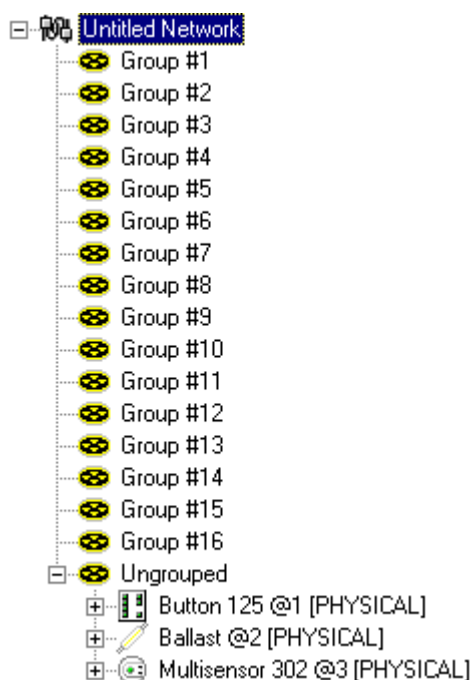 Untitled Network
Group #1
Group #2
Group #3
Group #4
Group #5
Group #6
Group #7
Group #8
Group #9
Group #10
Group #11
Group #12
Group #13
Group #14
Group #15
Group #16
Ungrouped
Button 125 @1 [PHYSICAL]
Ballast @2 [PHYSICAL]
Multisensor 302 @3 [PHYSICAL]